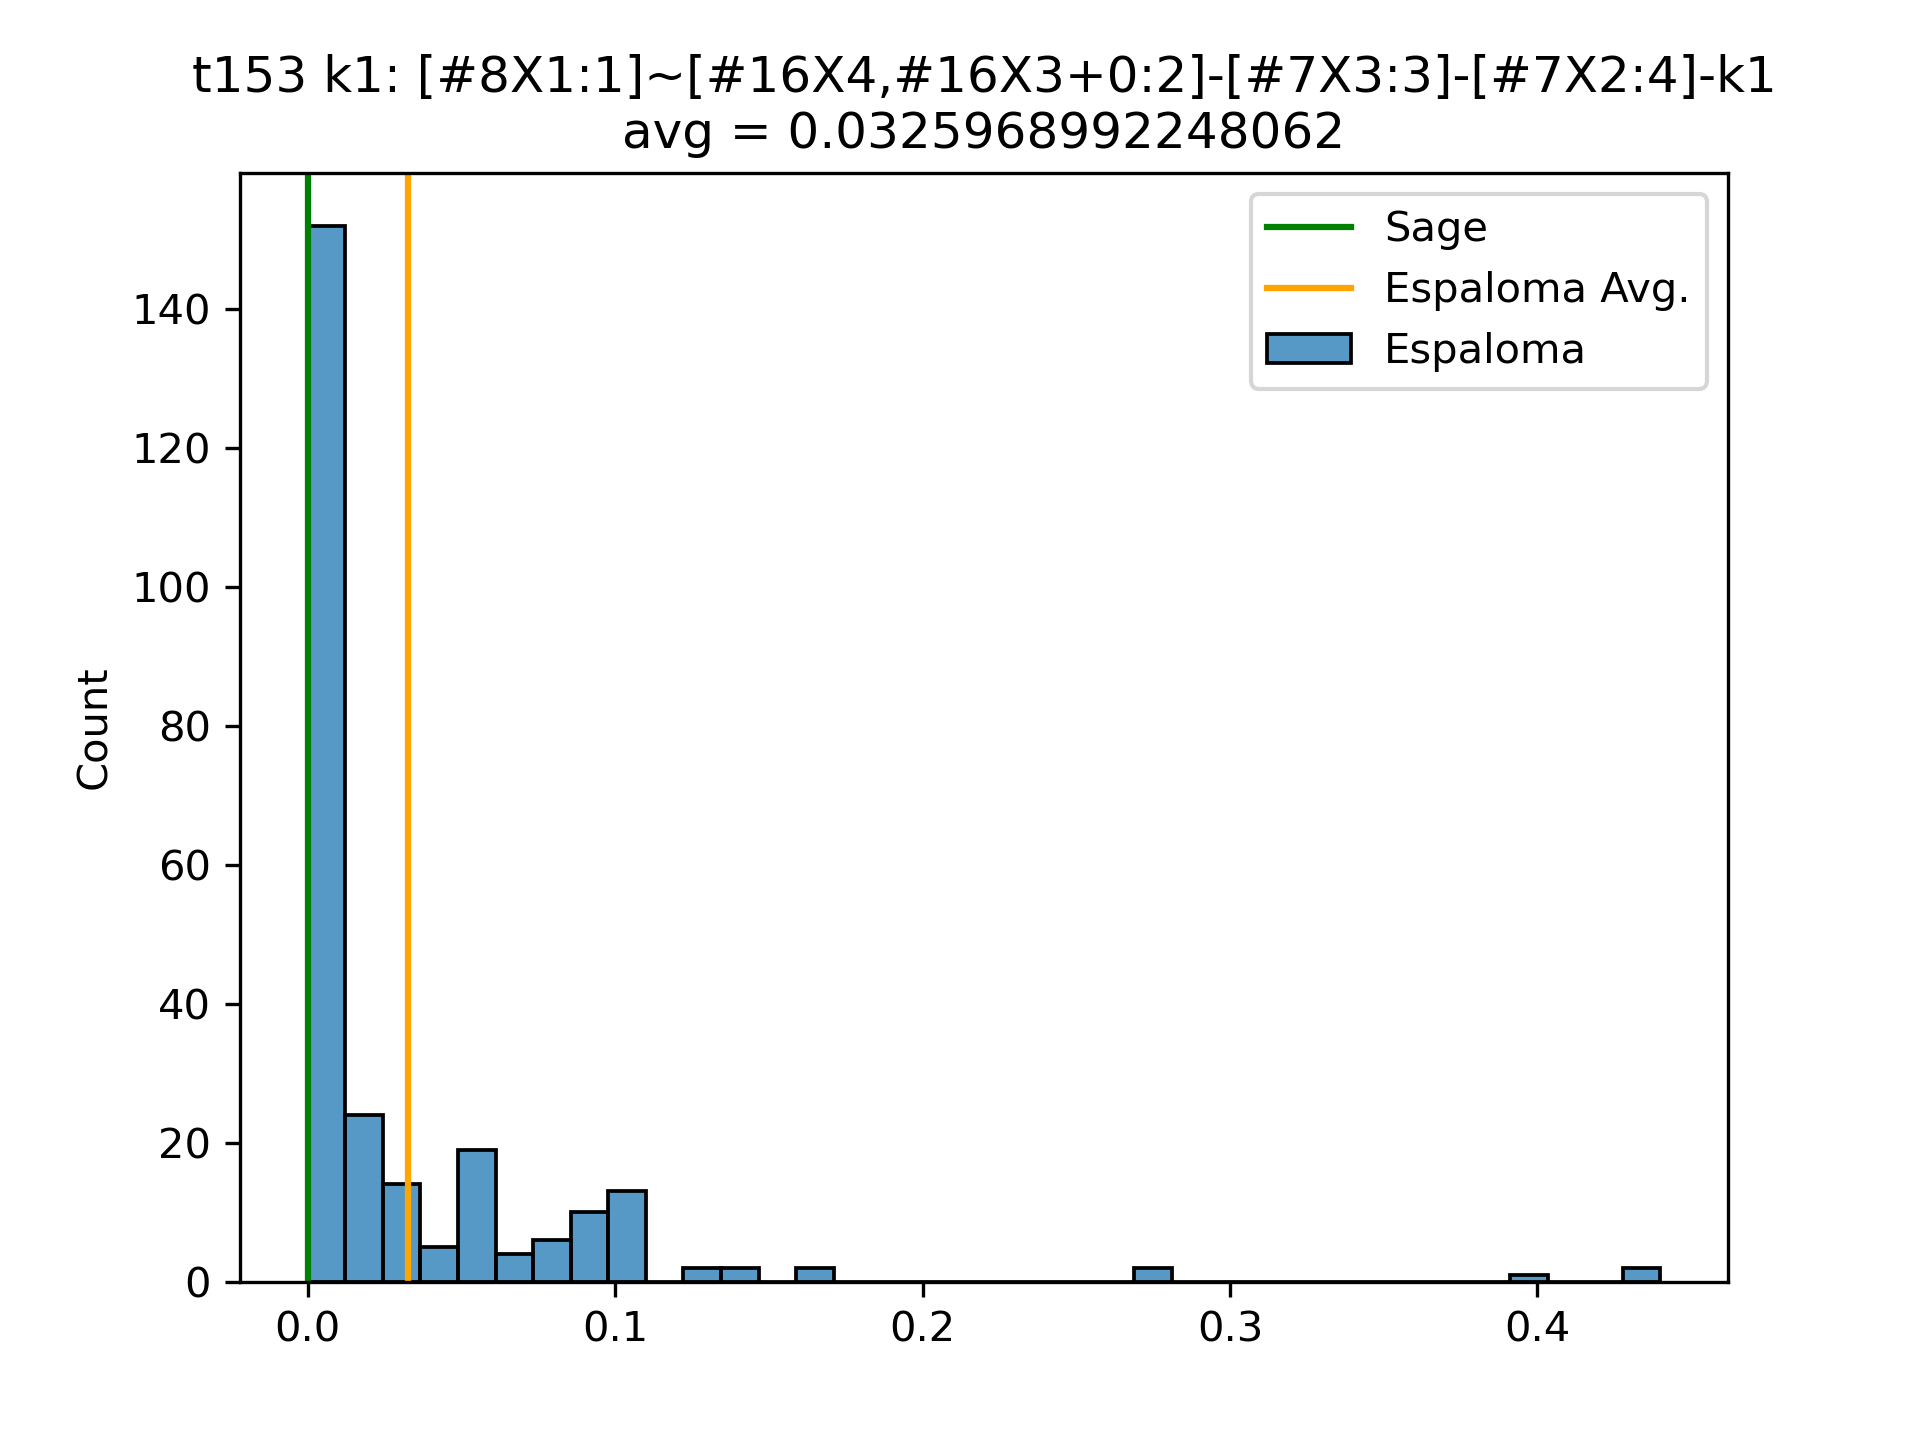 t153 k1: [#8X1:1]~[#16X4,#16X3+0:2]-[#7X3:3]-[#7X2:4]-k1
avg = 0.0325968992248062
Sage
Espaloma Avg.
Espaloma
Count
140
120
100
80
60
40
20
0
0.0
0.1
0.2
0.3
0.4